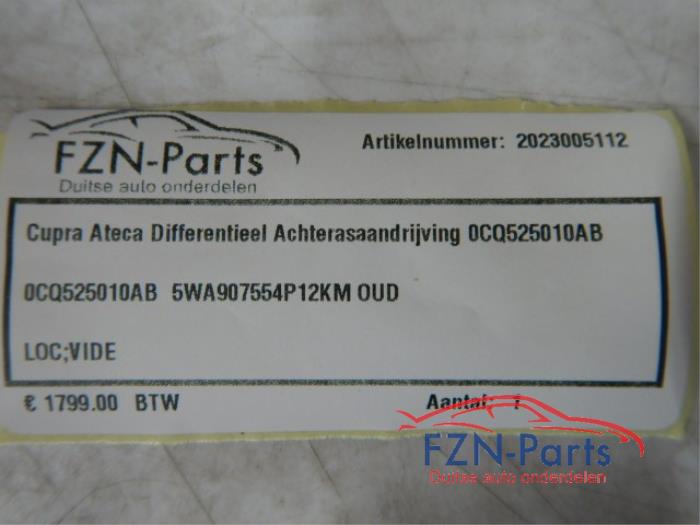 FZN-Parts
Duitse auto onderdelen
Artikelnummer: 2023005112
Cupra Ateca Differentieel Achterasaandrijving 0CQ525010AB
0CQ525010AB 5WA907554P12KM OUD
LOC;VIDE
€ 1799.00 BTW
Aantal: 1
FZN-Parts
Duitse auto onderdelen